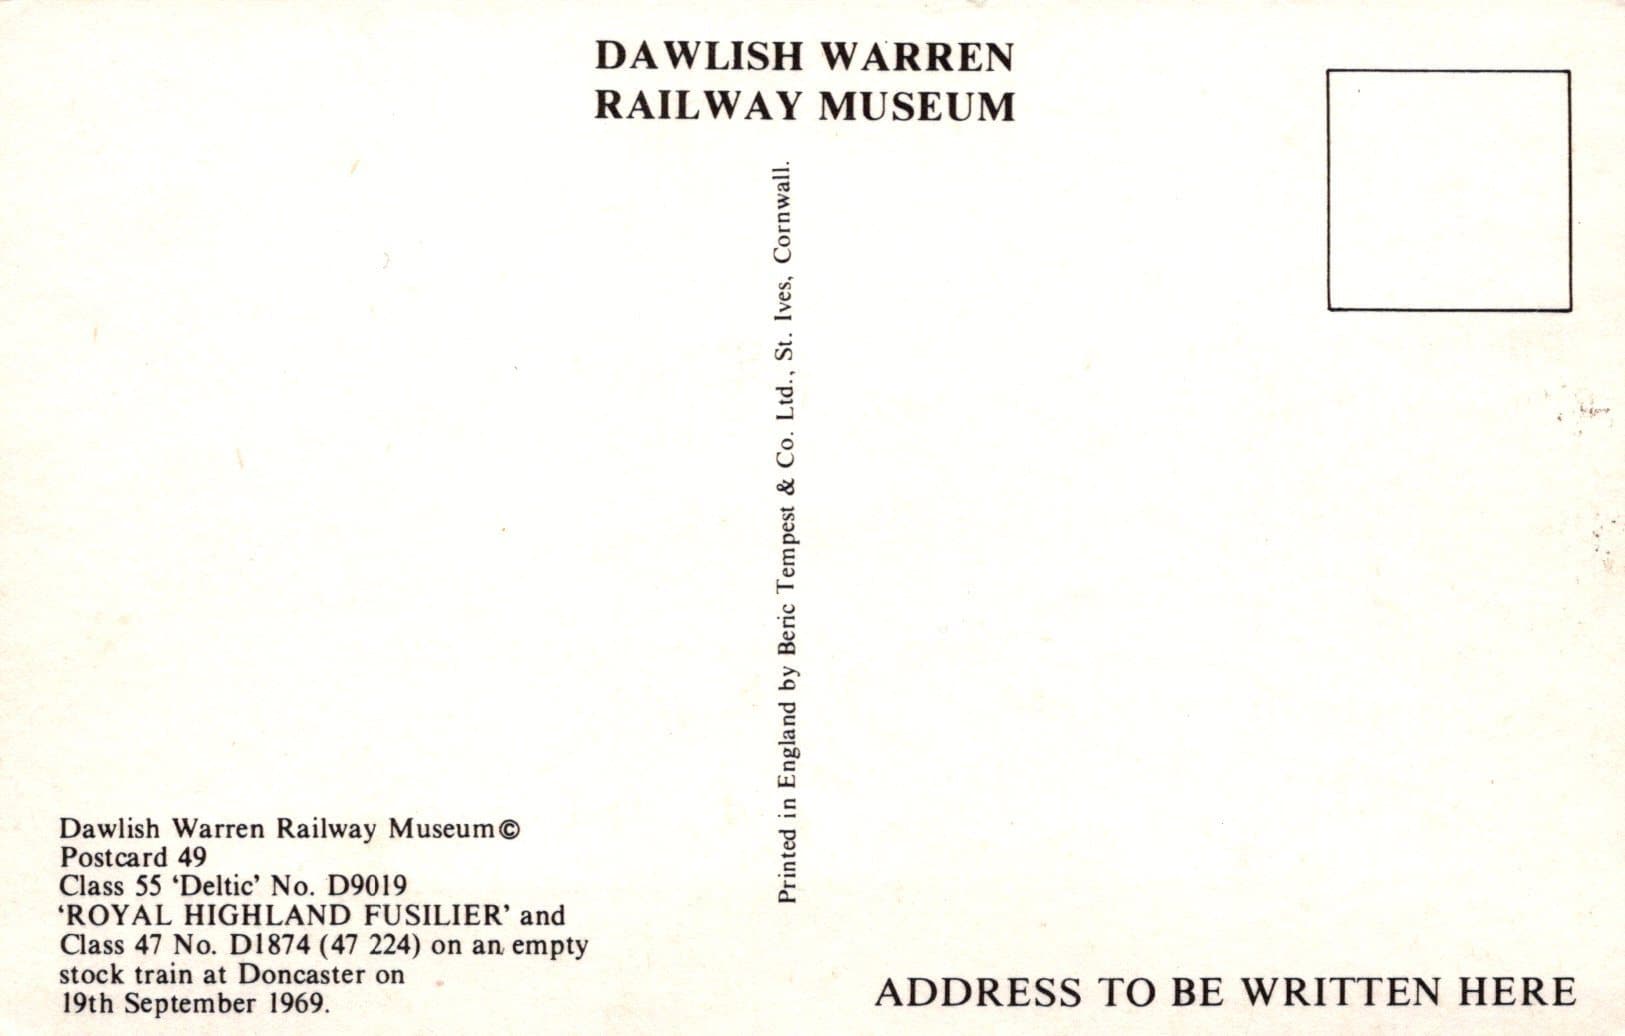 DAWLISH WARREN
RAILWAY MUSEUM
Printed in England by Beric Tempest & Co. Ltd., St. Ives, Cornwall.
Dawlish Warren Railway Museum©
Postcard 49
Class 55 ‘Deltic’ No. D9019
‘ROYAL HIGHLAND FUSILIER’ and
Class 47 No. D1874 (47 224) on an empty
stock train at Doncaster on
19th September 1969.
ADDRESS TO BE WRITTEN HERE